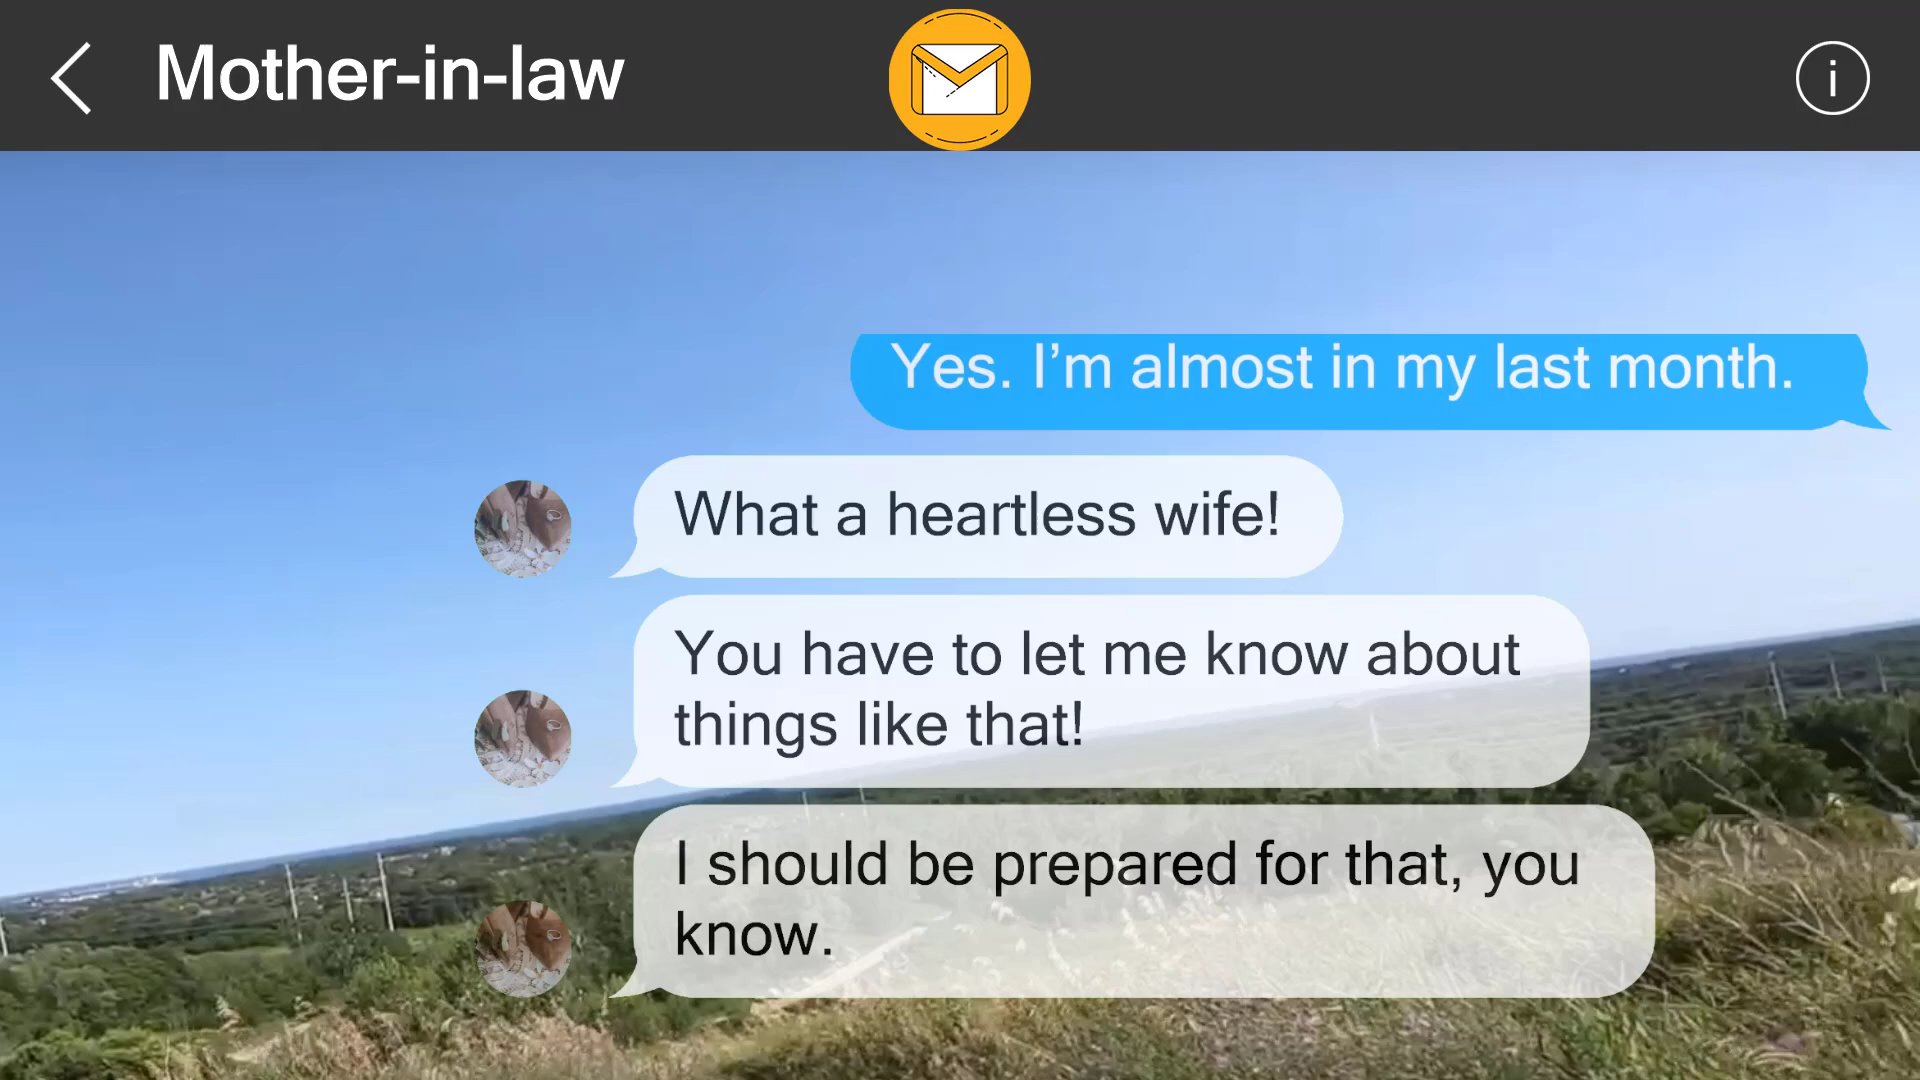 Mother-in-law
Yes. I’m almost in my last month.
What a heartless wife!
You have to let me know about
things like that!
I should be prepared for that, you
know.